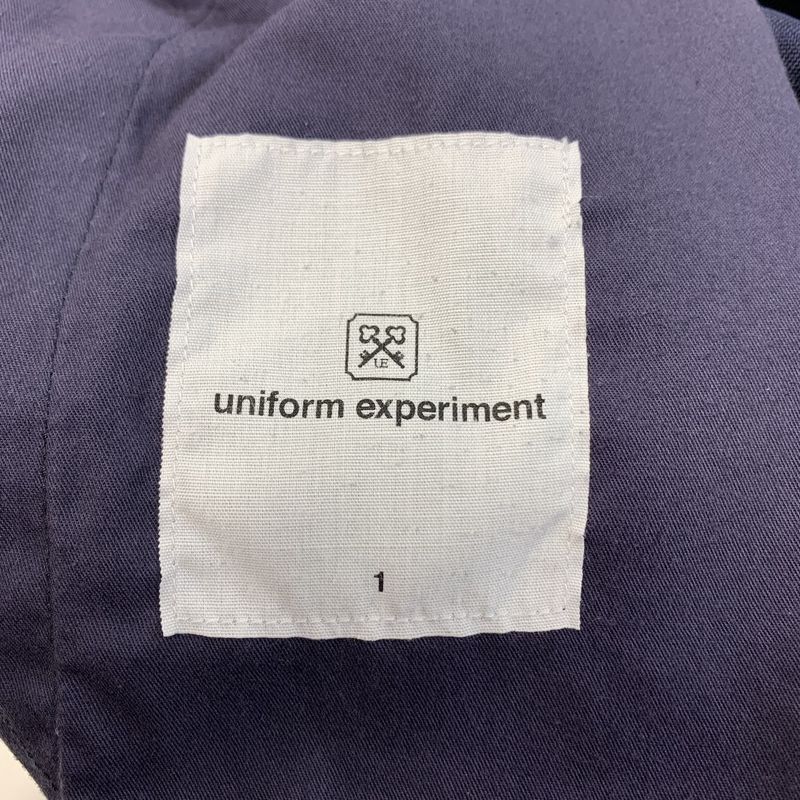 UE
uniform experiment
1